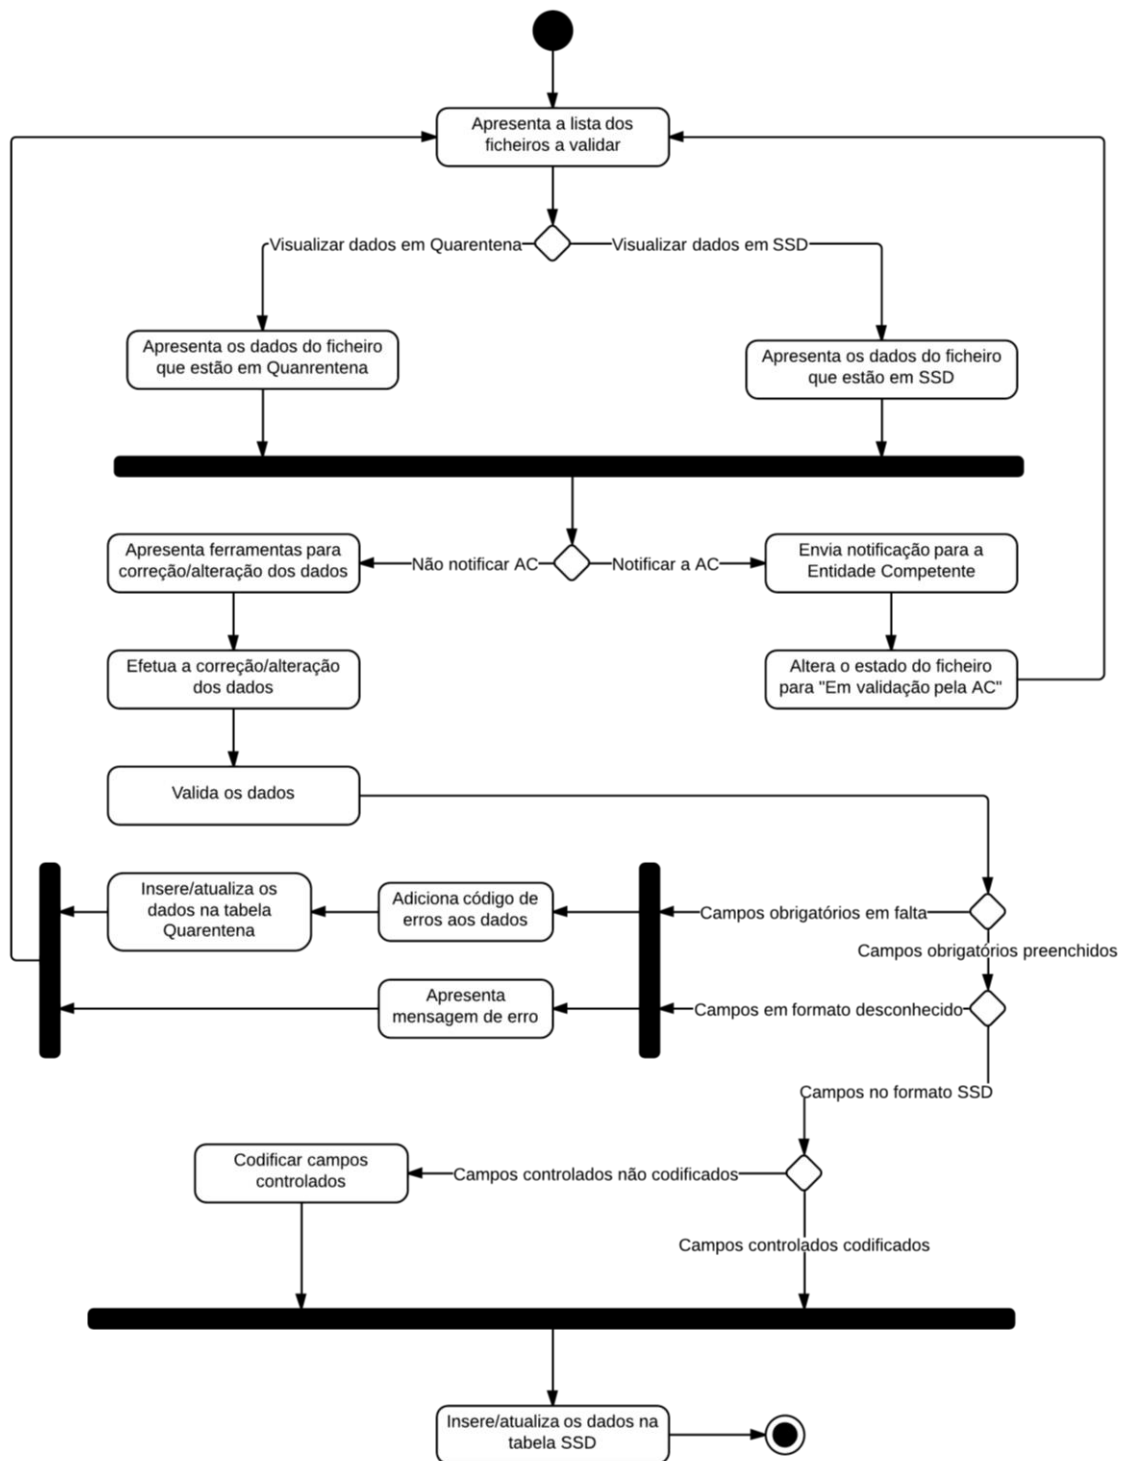 Apresenta a lista dos
ficheiros a validar
Visualizar dados em Quarentena
Visualizar dados em SSD
Apresenta os dados do ficheiro
que estão em Quanrentena
Apresenta os dados do ficheiro
que estão em SSD
Apresenta ferramentas para
correção/alteração dos dados
Não notificar AC
Notificar a AC
Envia notificação para a
Entidade Competente
Efetua a correção/alteração
dos dados
Altera o estado do ficheiro
para "Em validação pela AC"
Valida os dados
Insere/atualiza os
dados na tabela
Quarentena
Adiciona código de
erros aos dados
Campos obrigatórios em falta
Campos obrigatórios preenchidos
Apresenta
mensagem de erro
Campos em formato desconhecido
Campos no formato SSD
Codificar campos
controlados
Campos controlados não codificados
Campos controlados codificados
Insere/atualiza os dados na
tabela SSD